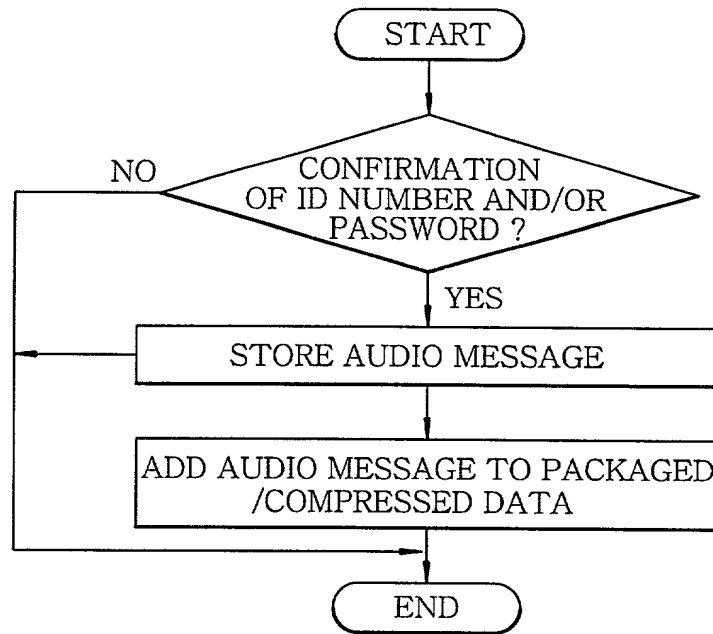 START
NO
CONFIRMATION
OF ID NUMBER AND/OR
PASSWORD ?
YES
STORE AUDIO MESSAGE
ADD AUDIO MESSAGE TO PACKAGED
/COMPRESSED DATA
END